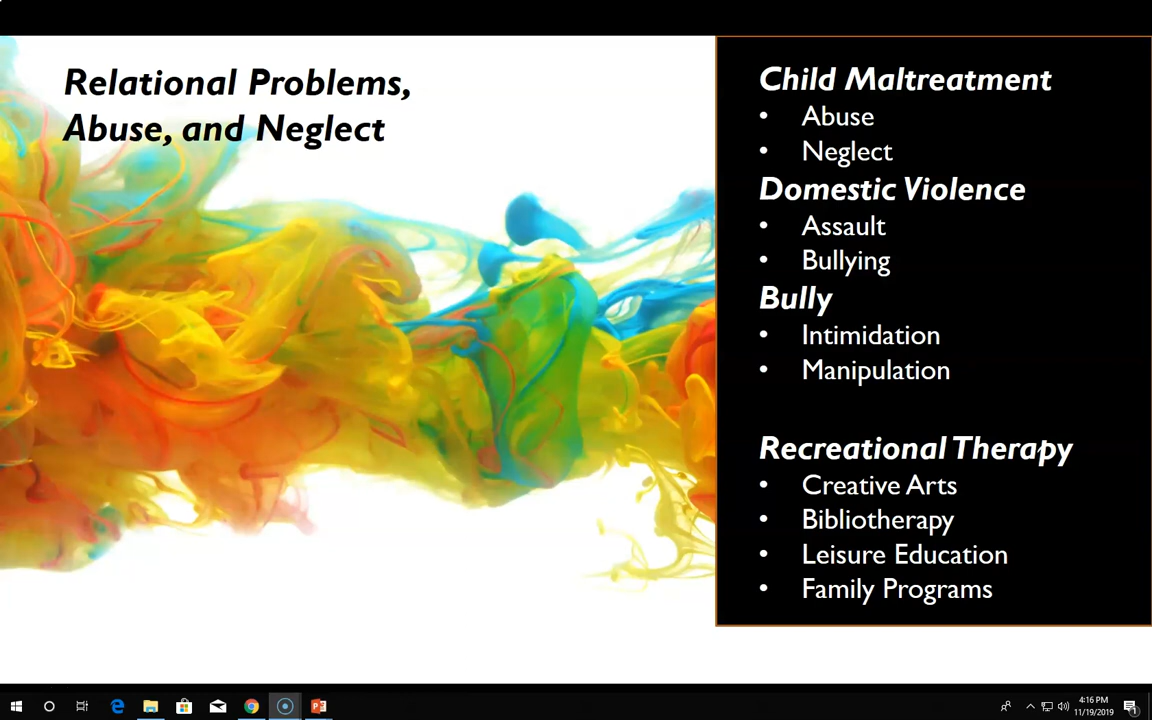 Relational Problems,
Abuse, and Neglect
Child Maltreatment
• Abuse
• Neglect
Domestic Violence
• Assault
• Bullying
Bully
• Intimidation
• Manipulation
Recreational Therapy
• Creative Arts
• Bibliotherapy
• Leisure Education
• Family Programs
4:16 PM
11/19/2019